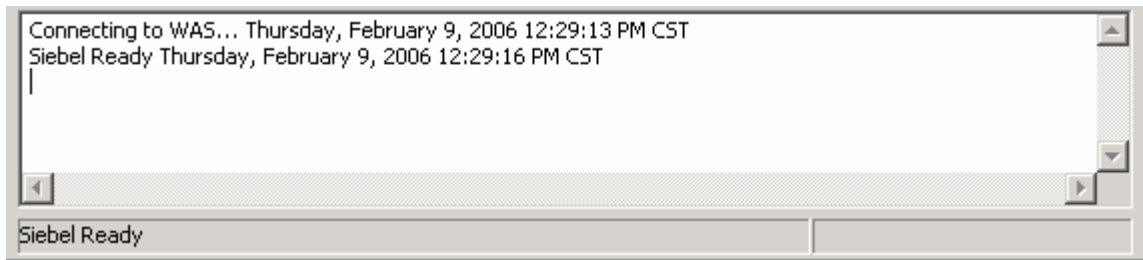 Connecting to WAS... Thursday, February 9, 2006 12:29:13 PM CST
Siebel Ready Thursday, February 9, 2006 12:29:16 PM CST
Siebel Ready